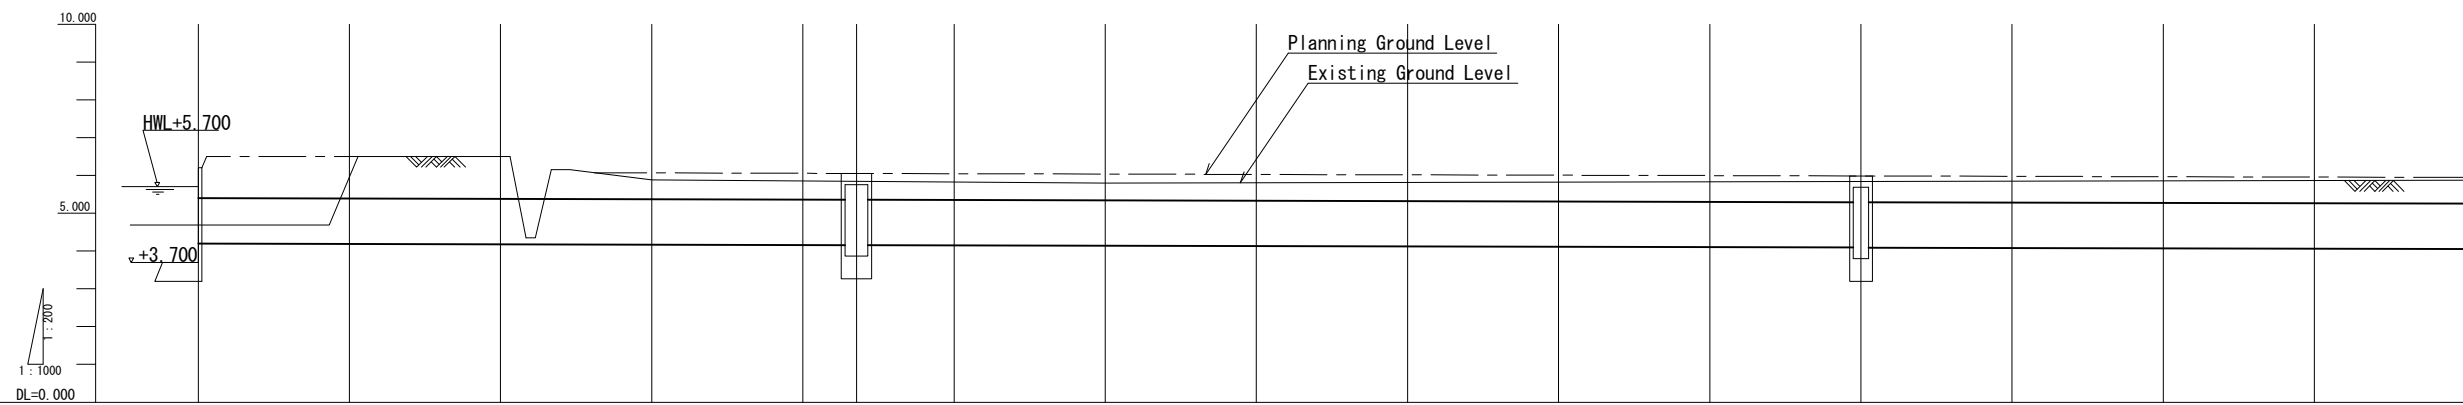 10.000
Planning Ground Level
Existing Ground Level
HWL+5.700
5.000
+3.700
1:200
1:1000
DL=0.000